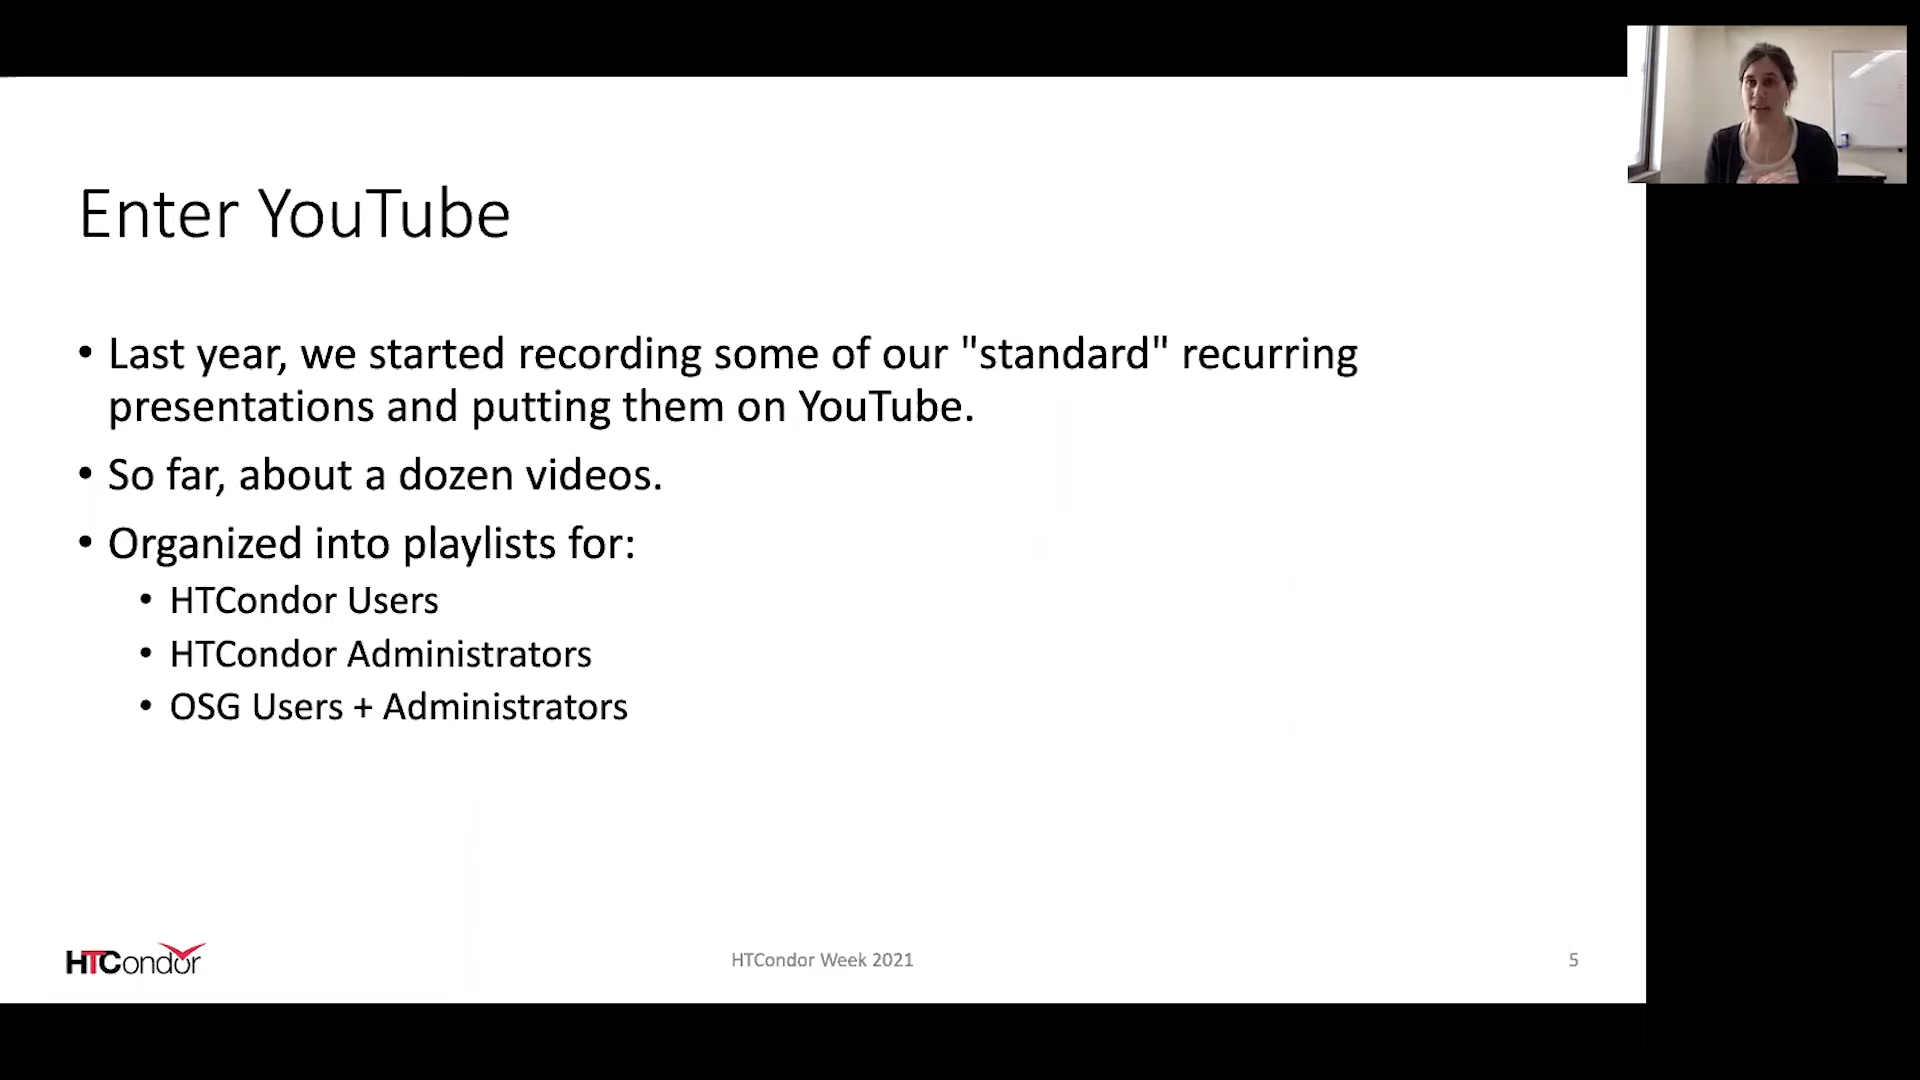 Enter YouTube
• Last year, we started recording some of our "standard" recurring
presentations and putting them on YouTube.
• So far, about a dozen videos.
• Organized into playlists for:
• HTCondor Users
• HTCondor Administrators
• OSG Users + Administrators
HTCondor
HTCondor Week 2021
5